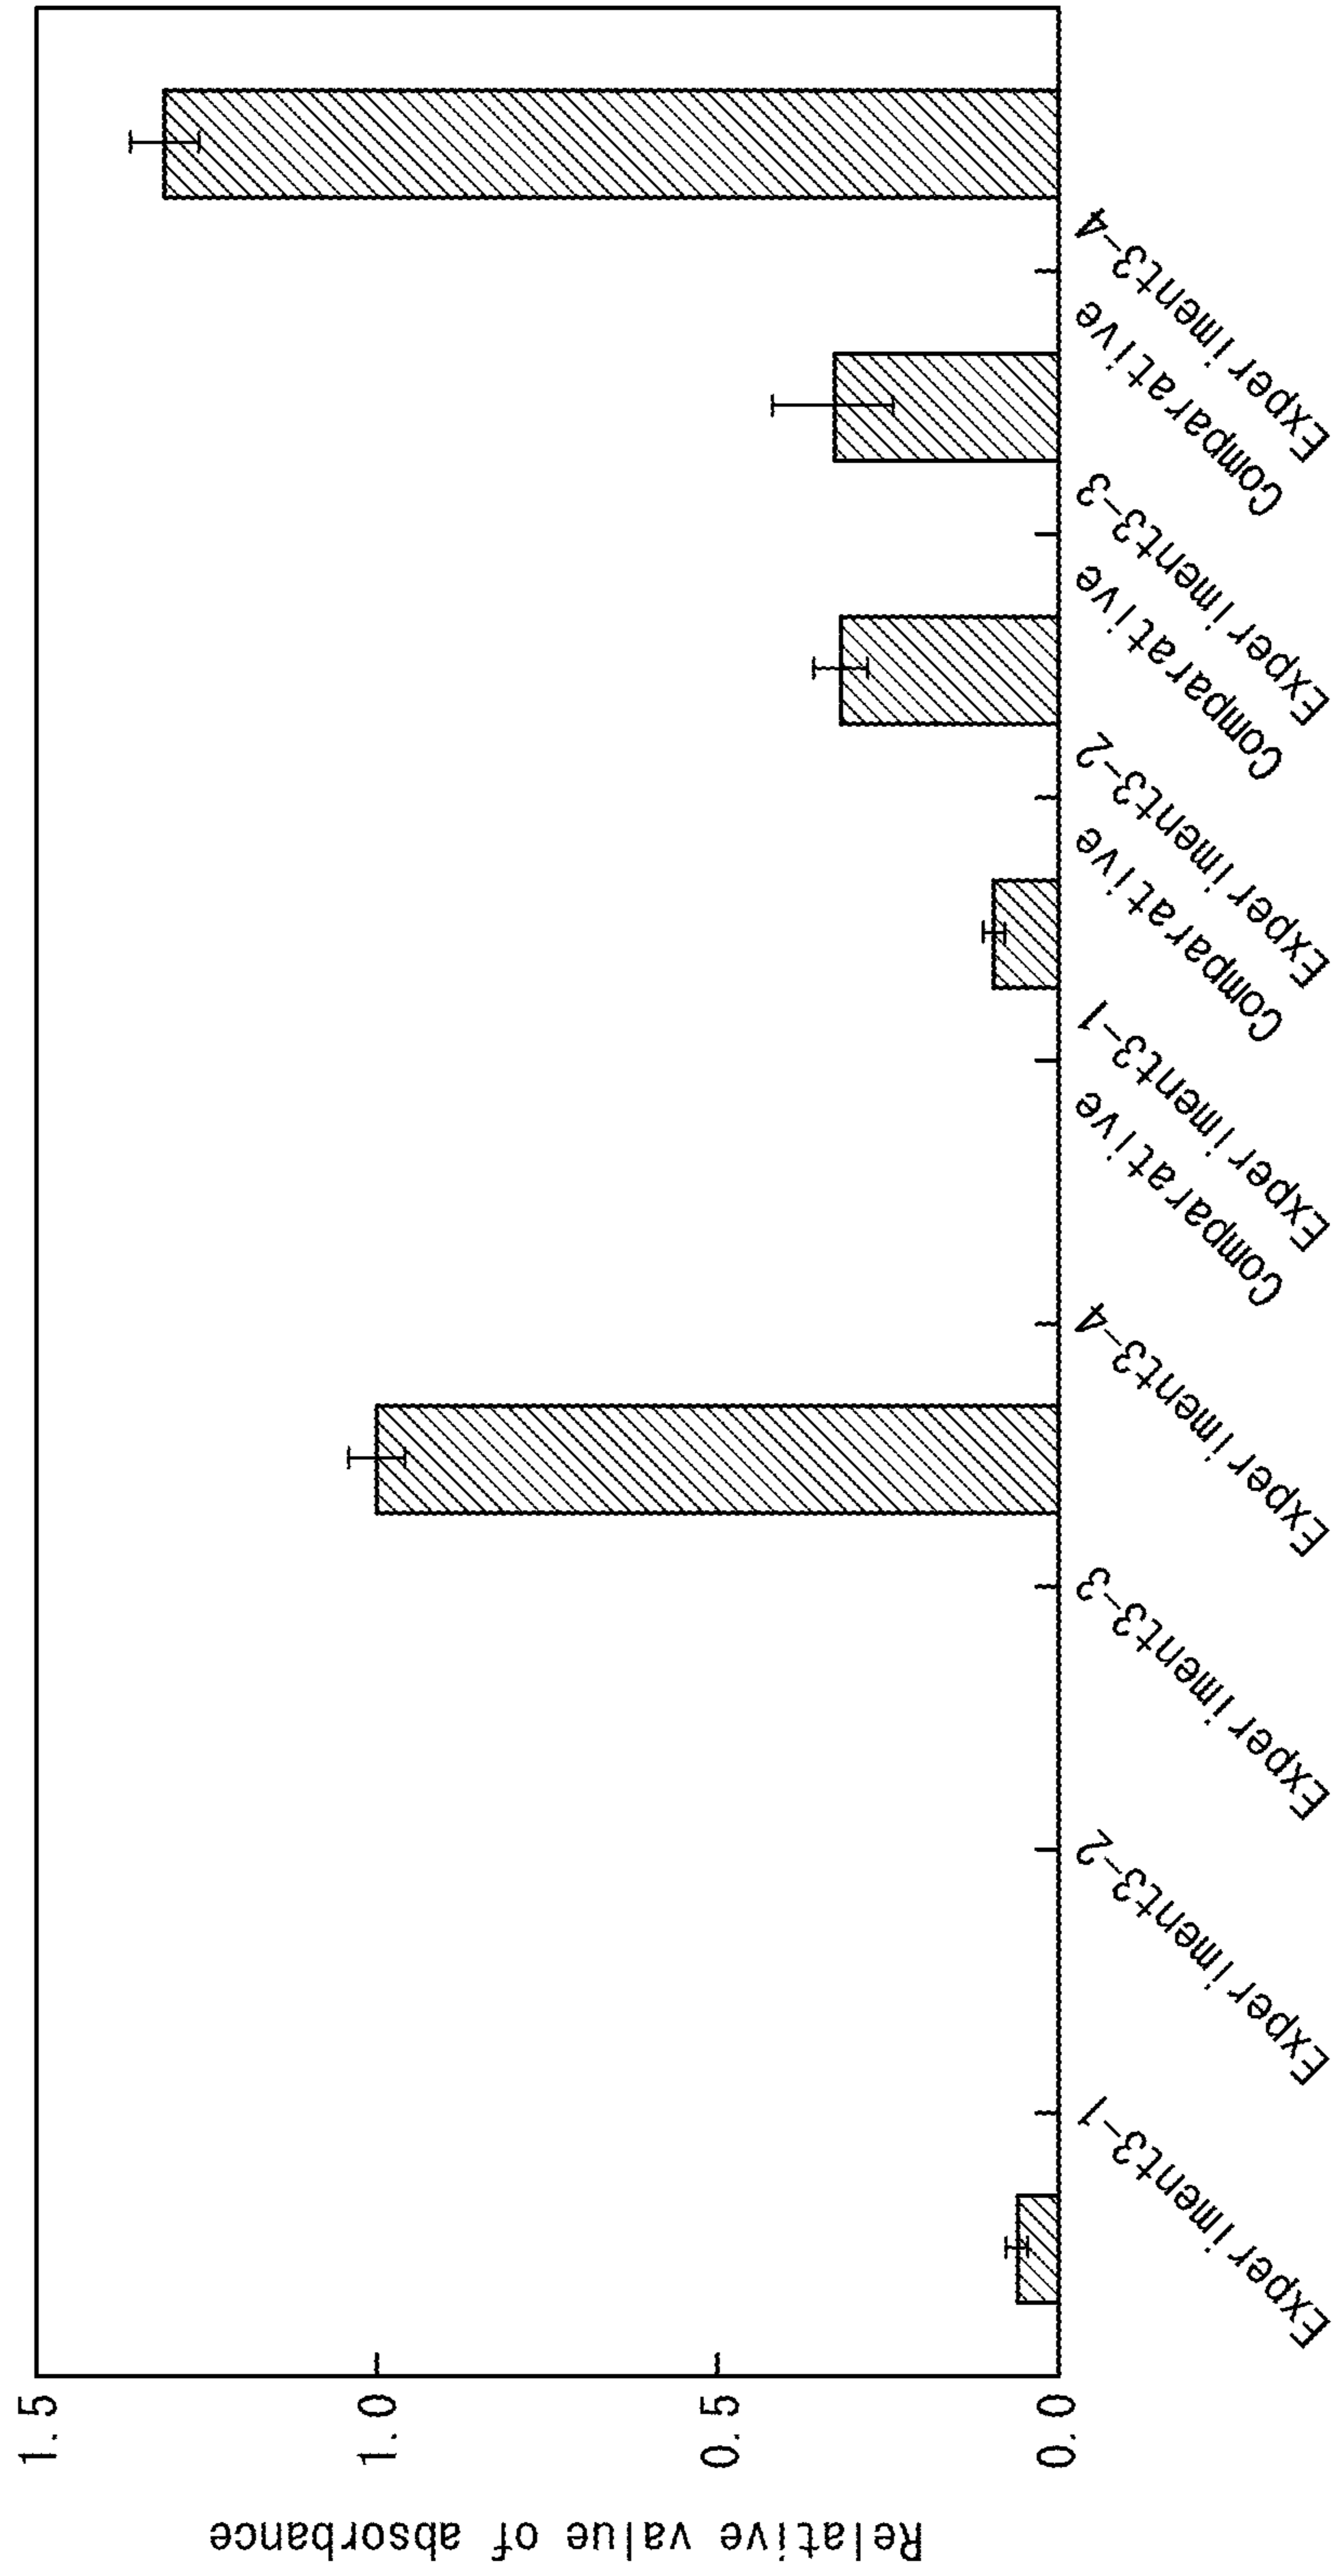 Relative value of absorbance
1.5
1.0
0.5
0.0
Experiment3-1
Experiment3-2
Experiment3-3
Experiment3-4
Comparative
Experiment3-1
Comparative
Experiment3-2
Comparative
Experiment3-3
Comparative
Experiment3-4